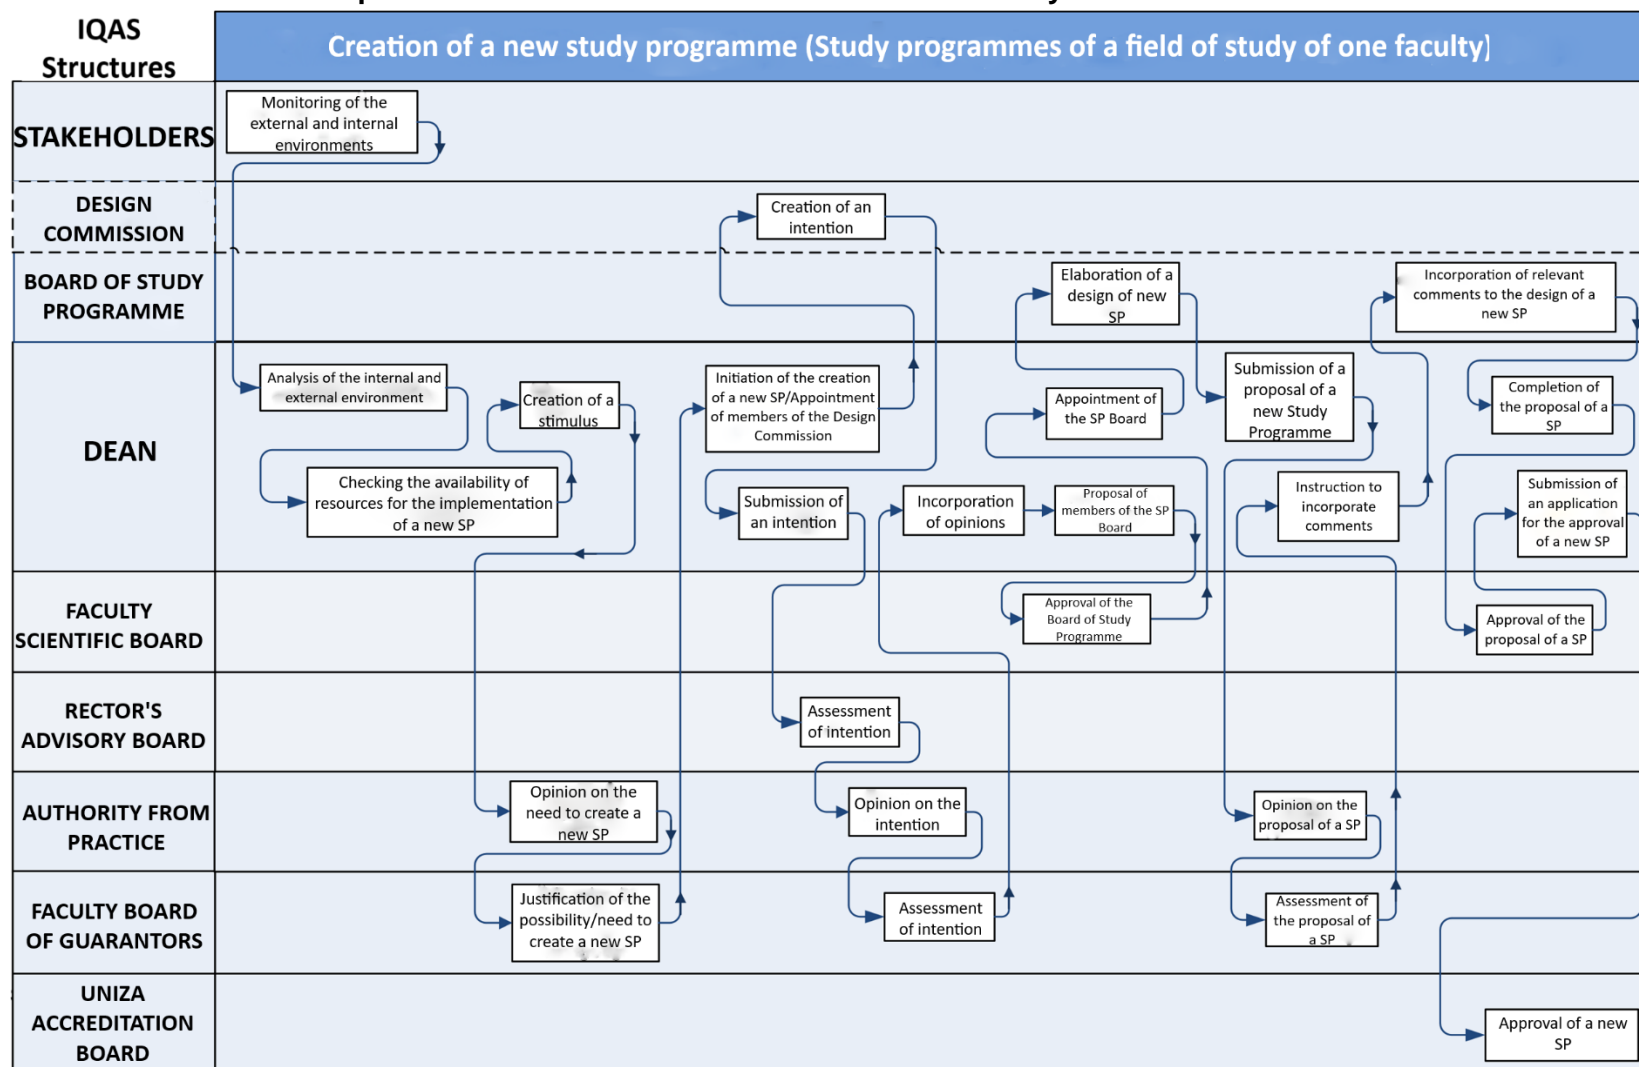 IQAS
Structures
Creation of a new study programme (Study programmes of a field of study of one faculty)
STAKEHOLDERS
Monitoring of the
external and internal
environments
DESIGN
COMMISSION
Creation of an
intention
BOARD OF STUDY
PROGRAMME
Elaboration of a
design of new
SP
Incorporation of relevant
comments to the design of a
new SP
DEAN
Analysis of the internal and
external environment
Creation of a
stimulus
Checking the availability of
resources for the implementation
of a new SP
Initiation of the creation
of a new SP/Appointment
of members of the Design
Commission
Submission of
an intention
Incorporation
of opinions
Proposal of
members of the SP
Board
Appointment of
the SP Board
Submission of a
proposal of a
new Study
Programme
Instruction to
incorporate
comments
Completion of
the proposal of a
SP
Submission of
an application
for the approval
of a new SP
FACULTY
SCIENTIFIC BOARD
Approval of the
Board of Study
Programme
Approval of the
proposal of a SP
RECTOR'S
ADVISORY BOARD
Assessment
of intention
AUTHORITY FROM
PRACTICE
Opinion on the
need to create a
new SP
Opinion on the
intention
Opinion on the
proposal of a SP
FACULTY BOARD
OF GUARANTORS
Justification of the
possibility/need to
create a new SP
Assessment
of intention
Assessment of
the proposal of
a SP
UNIZA
ACCREDITATION
BOARD
Approval of a new
SP